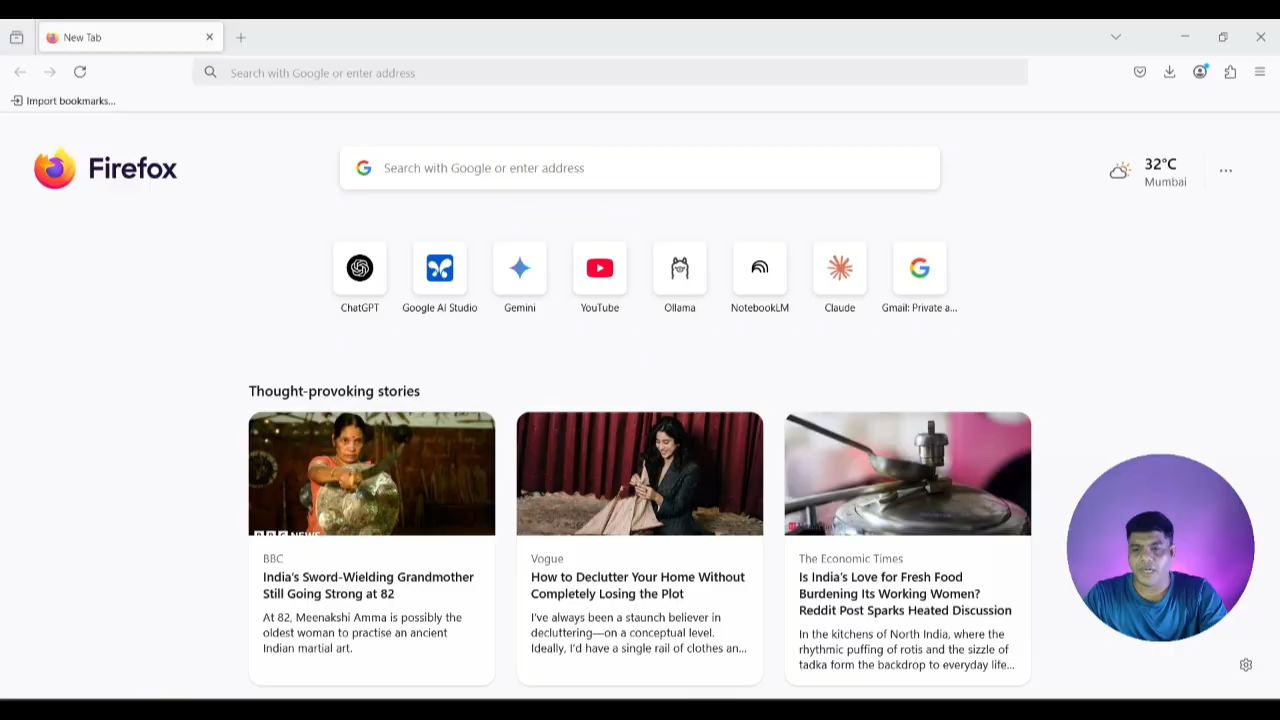 New Tab
Search with Google or enter address
Import bookmarks...
Firefox
Search with Google or enter address
32°C
Mumbai
ChatGPT
Google AI Studio
Gemini
YouTube
Ollama
NotebookLM
Claude
Gmail: Private a...
Thought-provoking stories
BBC NEWS
BBC
India's Sword-Wielding Grandmother
Still Going Strong at 82
At 82, Meenakshi Amma is possibly the
oldest woman to practise an ancient
Indian martial art.
Vogue
How to Declutter Your Home Without
Completely Losing the Plot
I've always been a staunch believer in
decluttering—on a conceptual level.
Ideally, I'd have a single rail of clothes an...
The Economic Times
Is India's Love for Fresh Food
Burdening Its Working Women?
Reddit Post Sparks Heated Discussion
In the kitchens of North India, where the
rhythmic puffing of rotis and the sizzle of
tadka form the backdrop to everyday life...